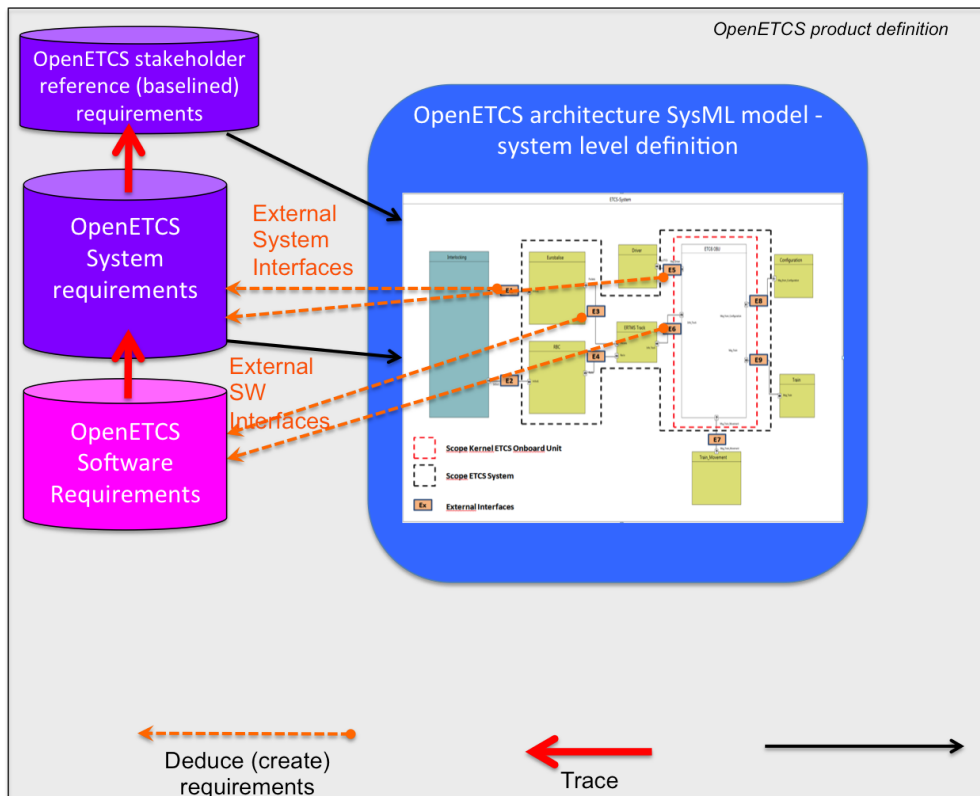 OpenETCS product definition
OpenETCS stakeholder
reference (baselined)
requirements
OpenETCS architecture SysML model -
system level definition
OpenETCS
System
requirements
External
System
Interfaces
External
SW
Interfaces
OpenETCS
Software
Requirements
ETCS-System
Interlocking
Eurobalise
Driver
ETCS OBU
Configuration
E1
E5
E3
E8
E6
RBC
ERTMS Track
E4
E9
E2
Train
E7
Train_Movement
Scope Kernel ETCS Onboard Unit
Scope ETCS System
Ex
External Interfaces
Deduce (create)
requirements
Trace